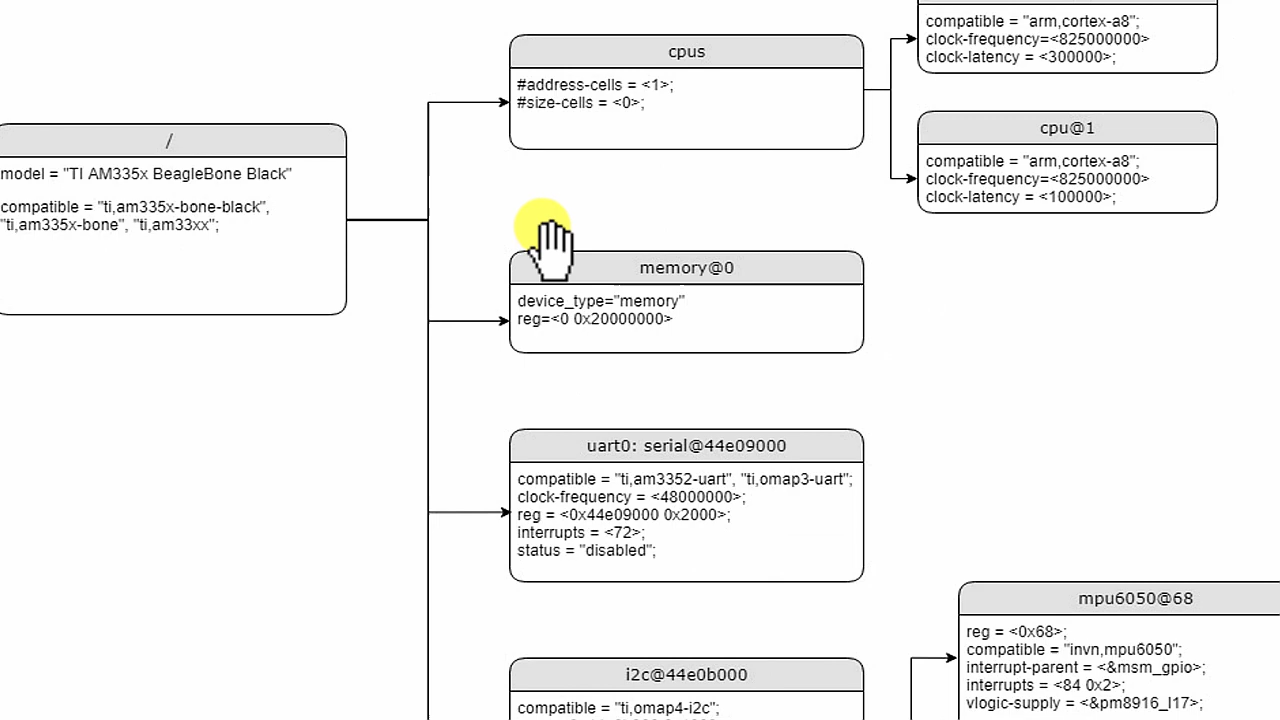 /
model = "TI AM335x BeagleBone Black"
compatible = "ti,am335x-bone-black",
"ti,am335x-bone", "ti,am33xx";
cpus
#address-cells = <1>;
#size-cells = <0>;
compatible = "arm,cortex-a8";
clock-frequency=<825000000>
clock-latency = <300000>;
cpu@1
compatible = "arm,cortex-a8";
clock-frequency=<825000000>
clock-latency = <100000>;
memory@0
device_type="memory"
reg=<0 0x20000000>
uart0: serial@44e09000
compatible = "ti,am3352-uart", "ti,omap3-uart";
clock-frequency = <48000000>;
reg = <0x44e09000 0x2000>;
interrupts = <72>;
status = "disabled";
i2c@44e0b000
compatible = "ti,omap4-i2c";
mpu6050@68
reg = <0x68>;
compatible = "invn,mpu6050";
interrupt-parent = <&msm_gpio>;
interrupts = <84 0x2>;
vlogic-supply = <&pm8916_l17>;